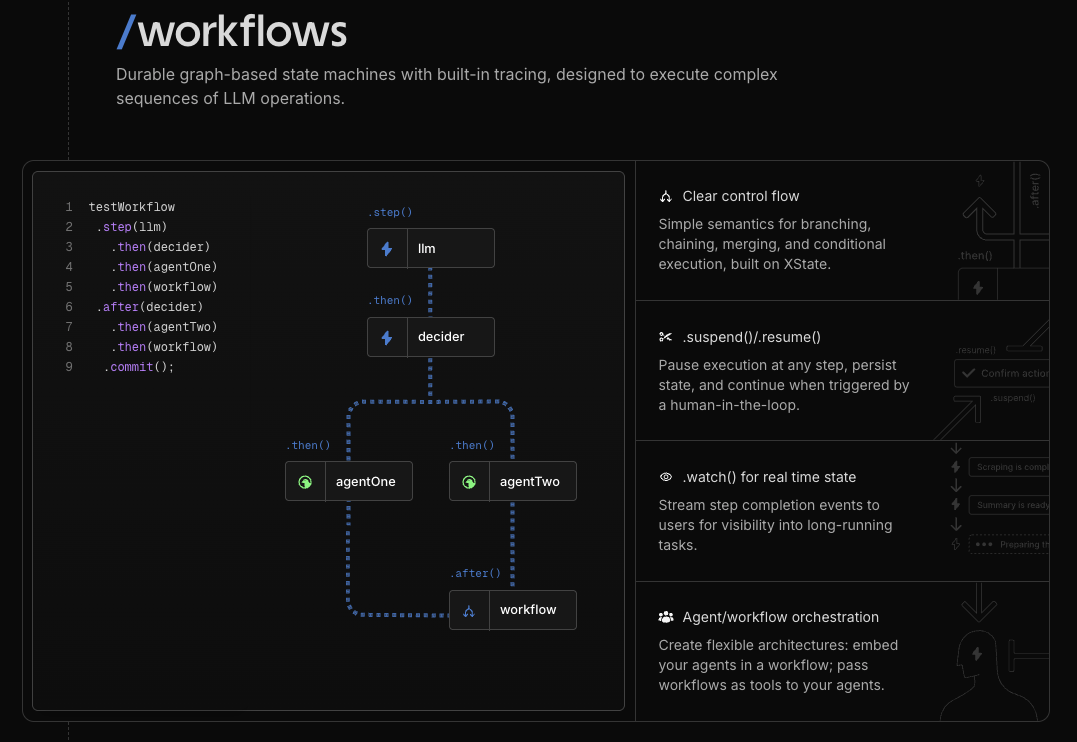 /workflows
Durable graph-based state machines with built-in tracing, designed to execute complex
sequences of LLM operations.
1 testWorkflow
2 .step(llm)
3 .then(decider)
4 .then(agentOne)
5 .then(workflow)
6 .after(decider)
7 .then(agentTwo)
8 .then(workflow)
9 .commit();
.step()
llm
.then()
decider
.then()
agentOne
.then()
agentTwo
.after()
workflow
Clear control flow
Simple semantics for branching,
chaining, merging, and conditional
execution, built on XState.
.after()
.then()
.suspend()/.resume()
Pause execution at any step, persist
state, and continue when triggered by
a human-in-the-loop.
.resume()
Confirm action
.suspend()
.watch() for real time state
Stream step completion events to
users for visibility into long-running
tasks.
Scraping is compl
Summary is ready
Preparing th
Agent/workflow orchestration
Create flexible architectures: embed
your agents in a workflow; pass
workflows as tools to your agents.